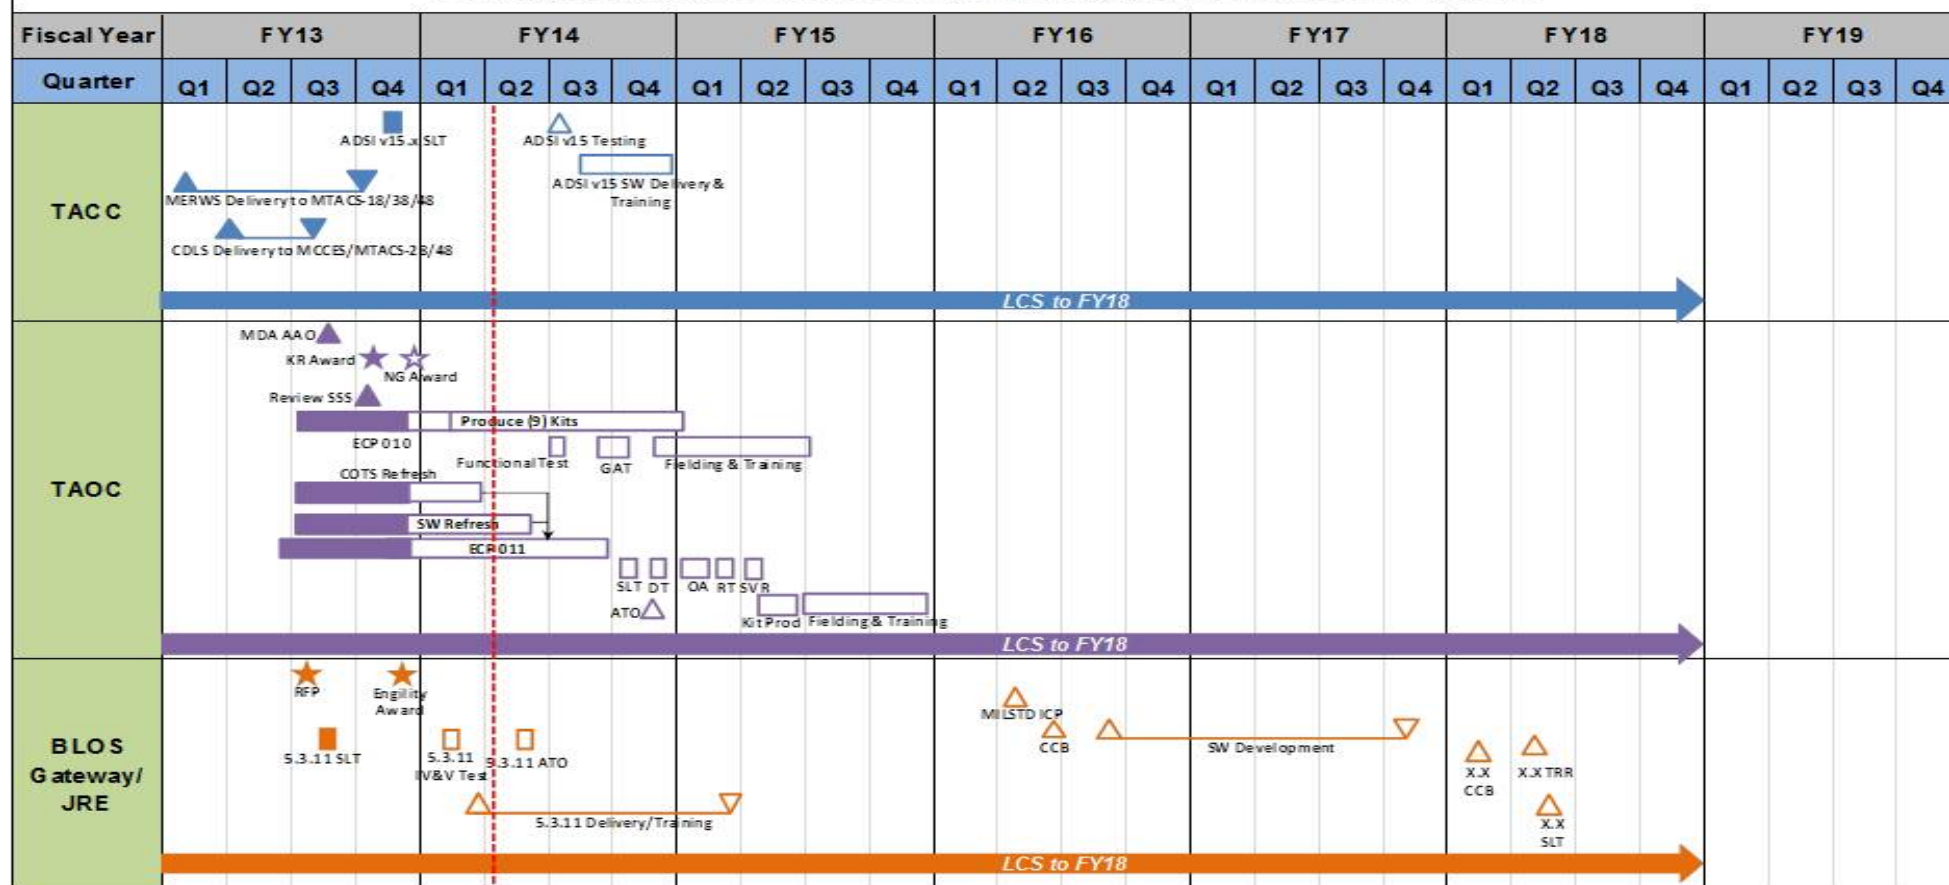 Fiscal Year FY13 FY14 FY15 FY16 FY17 FY18 FY19
Quarter Q1 Q2 Q3 Q4 Q1 Q2 Q3 Q4 Q1 Q2 Q3 Q4 Q1 Q2 Q3 Q4 Q1 Q2 Q3 Q4 Q1 Q2 Q3 Q4 Q1 Q2 Q3 Q4
TACC
ADSI v15.x SLT
ADSI v15 Testing
MERWS Delivery to MTACS-18/38/48
ADSI v15 SW Delivery &
Training
CDLS Delivery to MCCES/MTACS-28/48
LCS to FY18
TAOC
MDA AAO
KR Award
NG Award
Review SSS
Produce (9) Kits
ECP 010
Functional Test
GAT
Fielding & Training
COTS Refresh
SW Refresh
ECP 011
SLT DT OA RT SVR
ATO
Kit Prod Fielding & Training
LCS to FY18
BLOS
Gateway/
JRE
RFP
Engility
Award
5.3.11 SLT
5.3.11
IV&V Test
5.3.11 ATO
5.3.11 Delivery/Training
MILSTD ICP
CCB
SW Development
X.X
CCB
X.X TRR
X.X
SLT
LCS to FY18